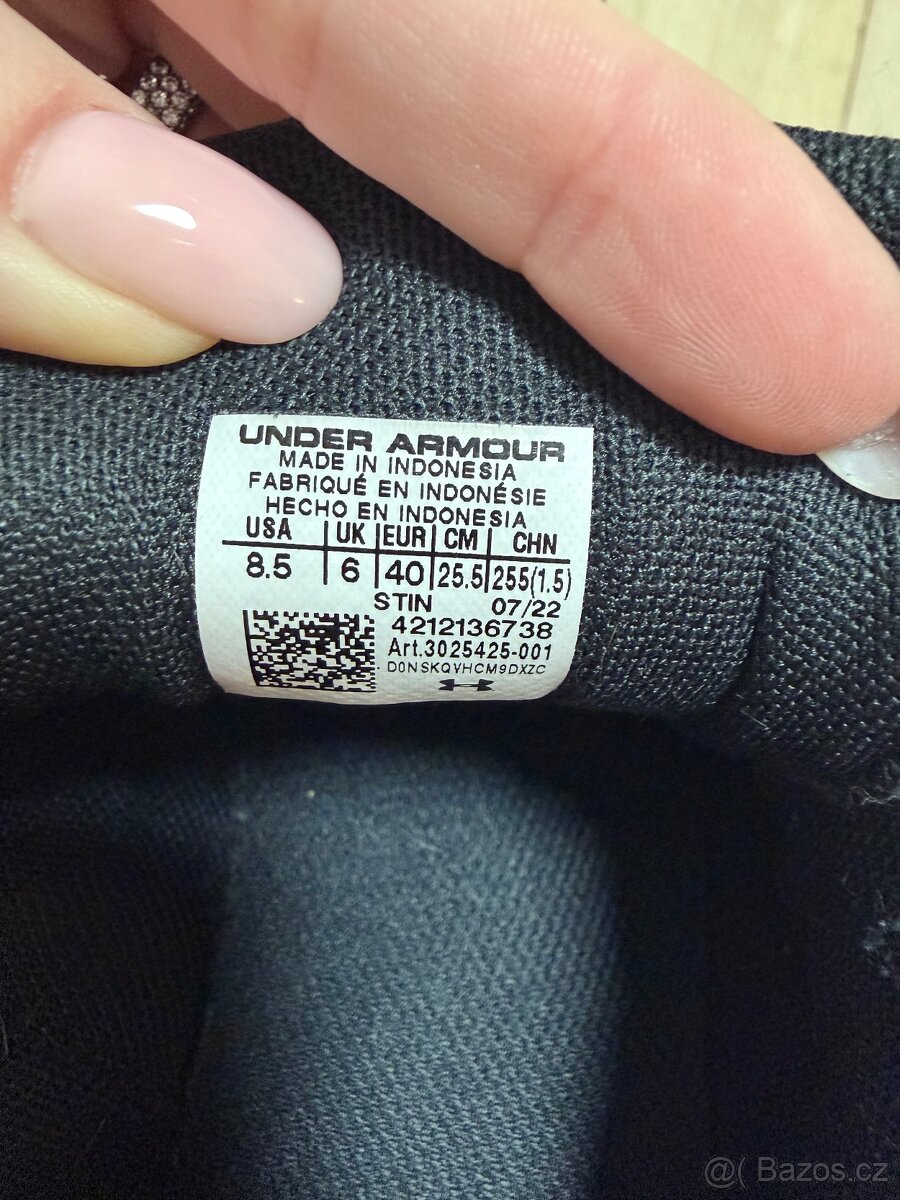 UNDER ARMOUR
MADE IN INDONESIA
FABRIQUÉ EN INDONÉSIE
HECHO EN INDONESIA
USA UK EUR CM CHN
8.5 6 40 25.5 255(1.5)
STIN 07/22
4212136738
Art.3025425-001
D0NSKQVHCM9DXZC
@( Bazos.cz